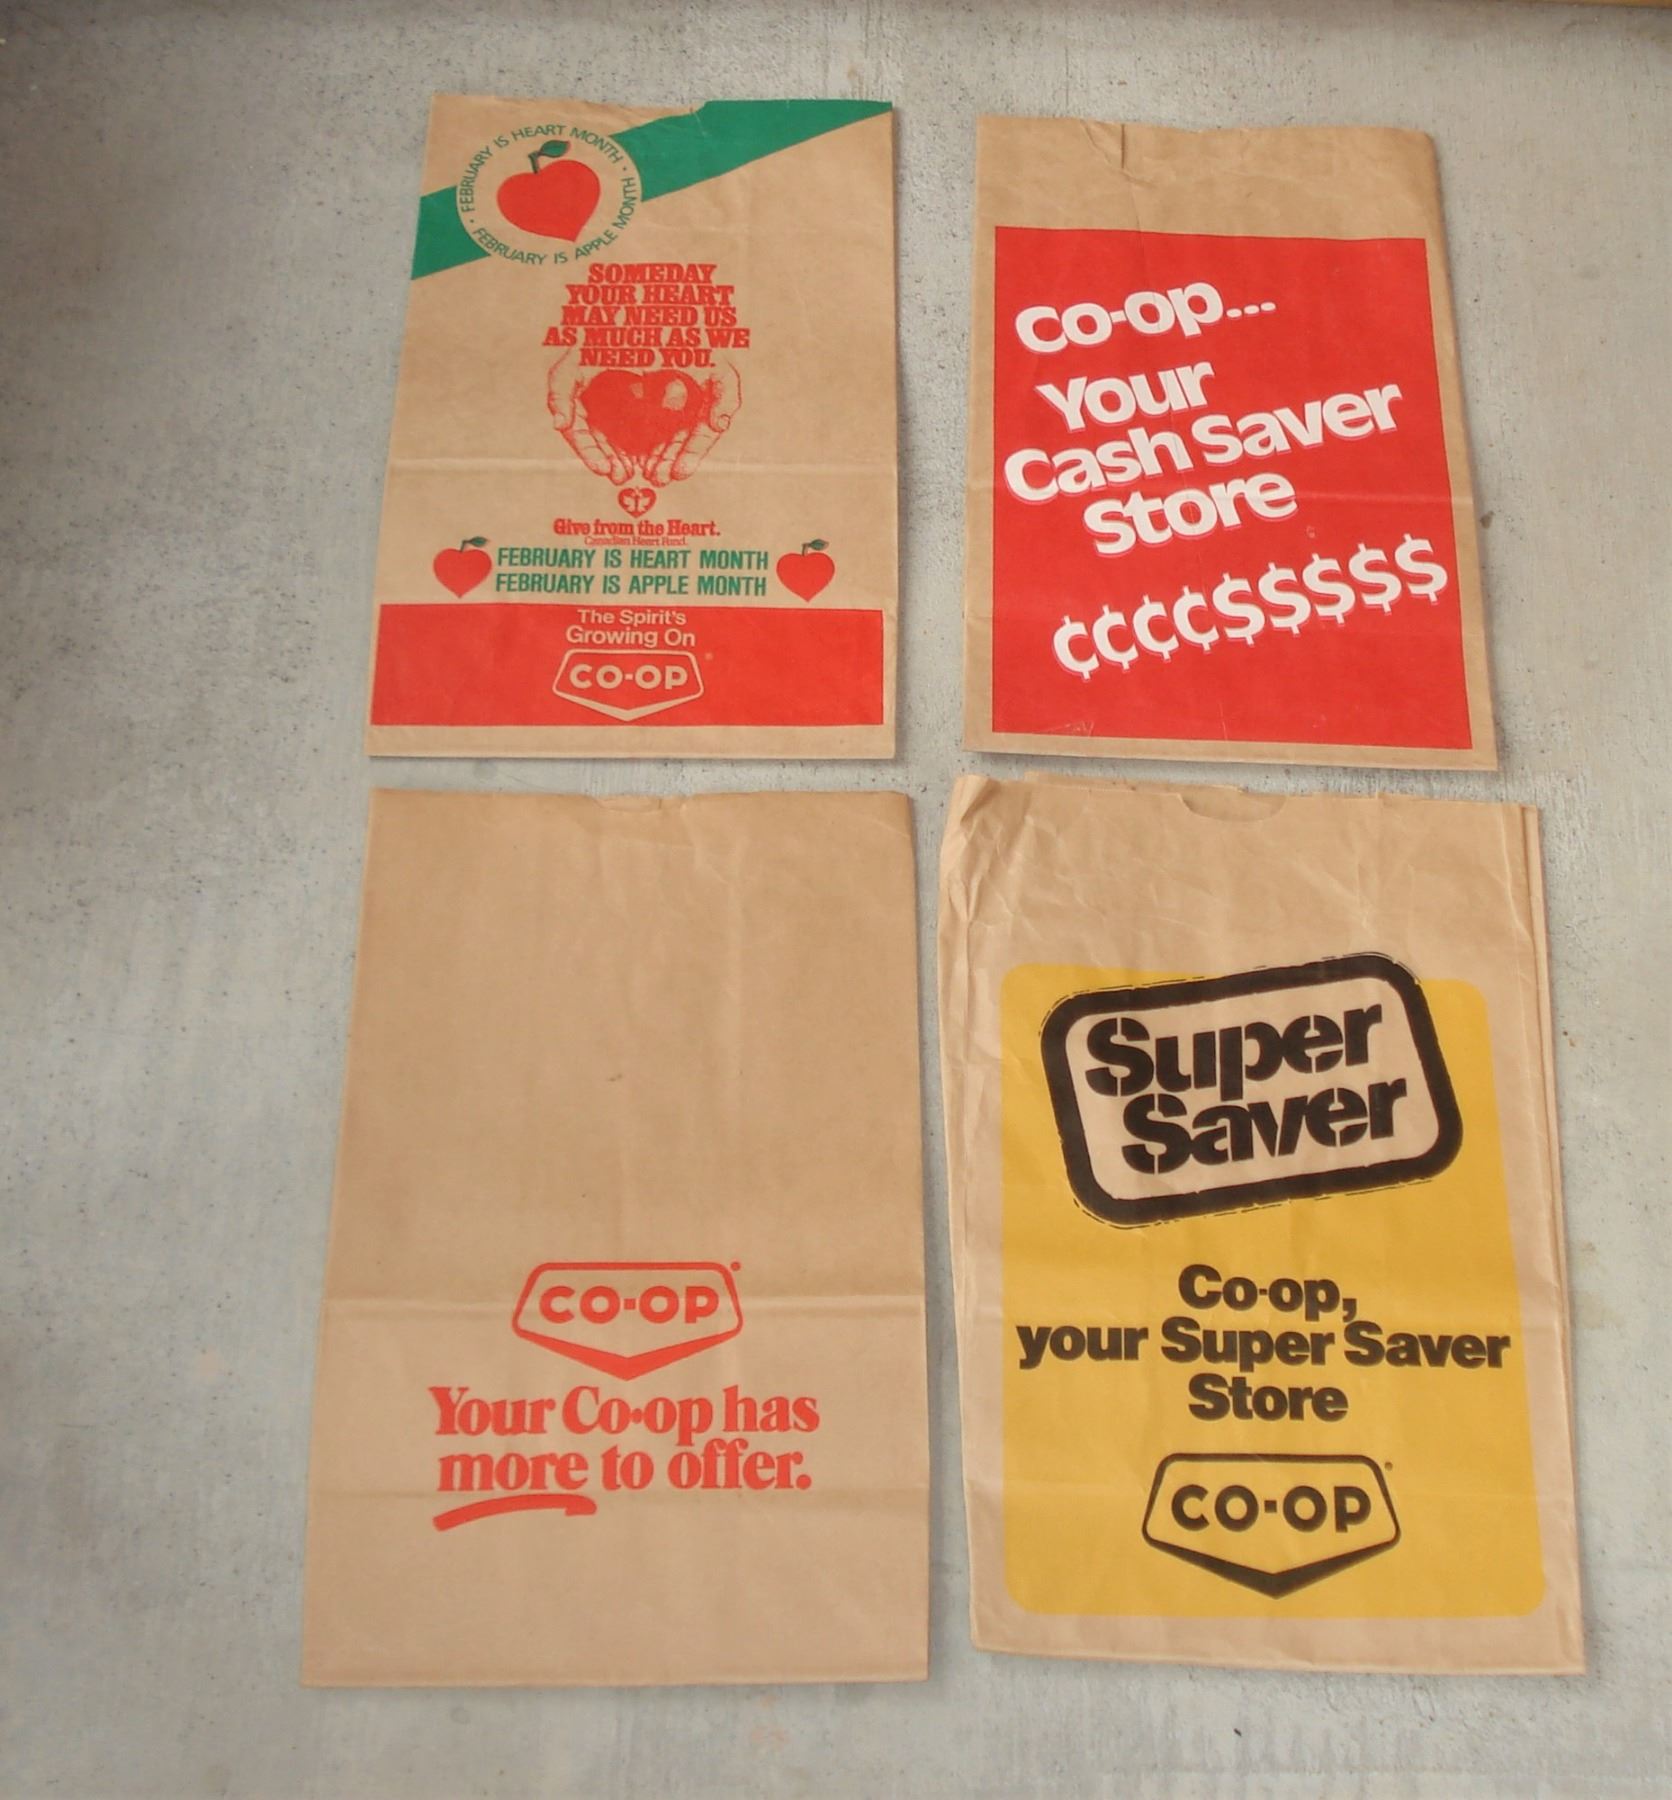 FEBRUARY IS HEART MONTH •
FEBRUARY IS APPLE MONTH •
SOMEDAY
YOUR HEART
MAY NEED US
AS MUCH AS WE
NEED YOU.
Give from the Heart.
Canadian Heart Fund.
FEBRUARY IS HEART MONTH
FEBRUARY IS APPLE MONTH
The Spirit's
Growing On
CO-OP
Co-op...
Your
Cash Saver
Store
¢¢¢¢$$$$$
CO-OP
Your Co-op has
more to offer.
Super
Saver
Co-op,
your Super Saver
Store
CO-OP